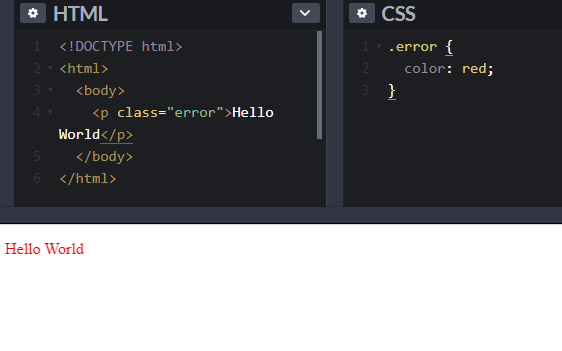 HTML
1 <!DOCTYPE html>
2 <html>
3 <body>
4 <p class="error">Hello
World</p>
5 </body>
6 </html>
CSS
1 .error {
2 color: red;
3 }
Hello World